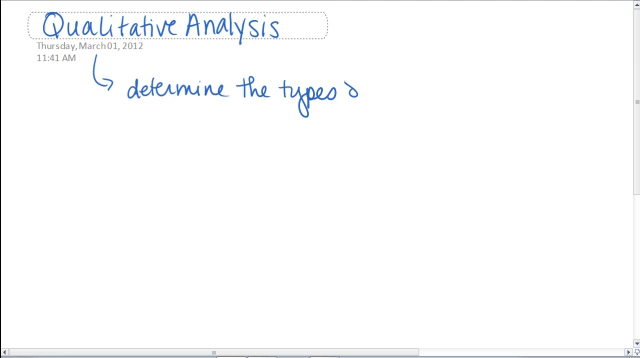 Qualitative Analysis
Thursday, March 01, 2012
11:41 AM
determine the types